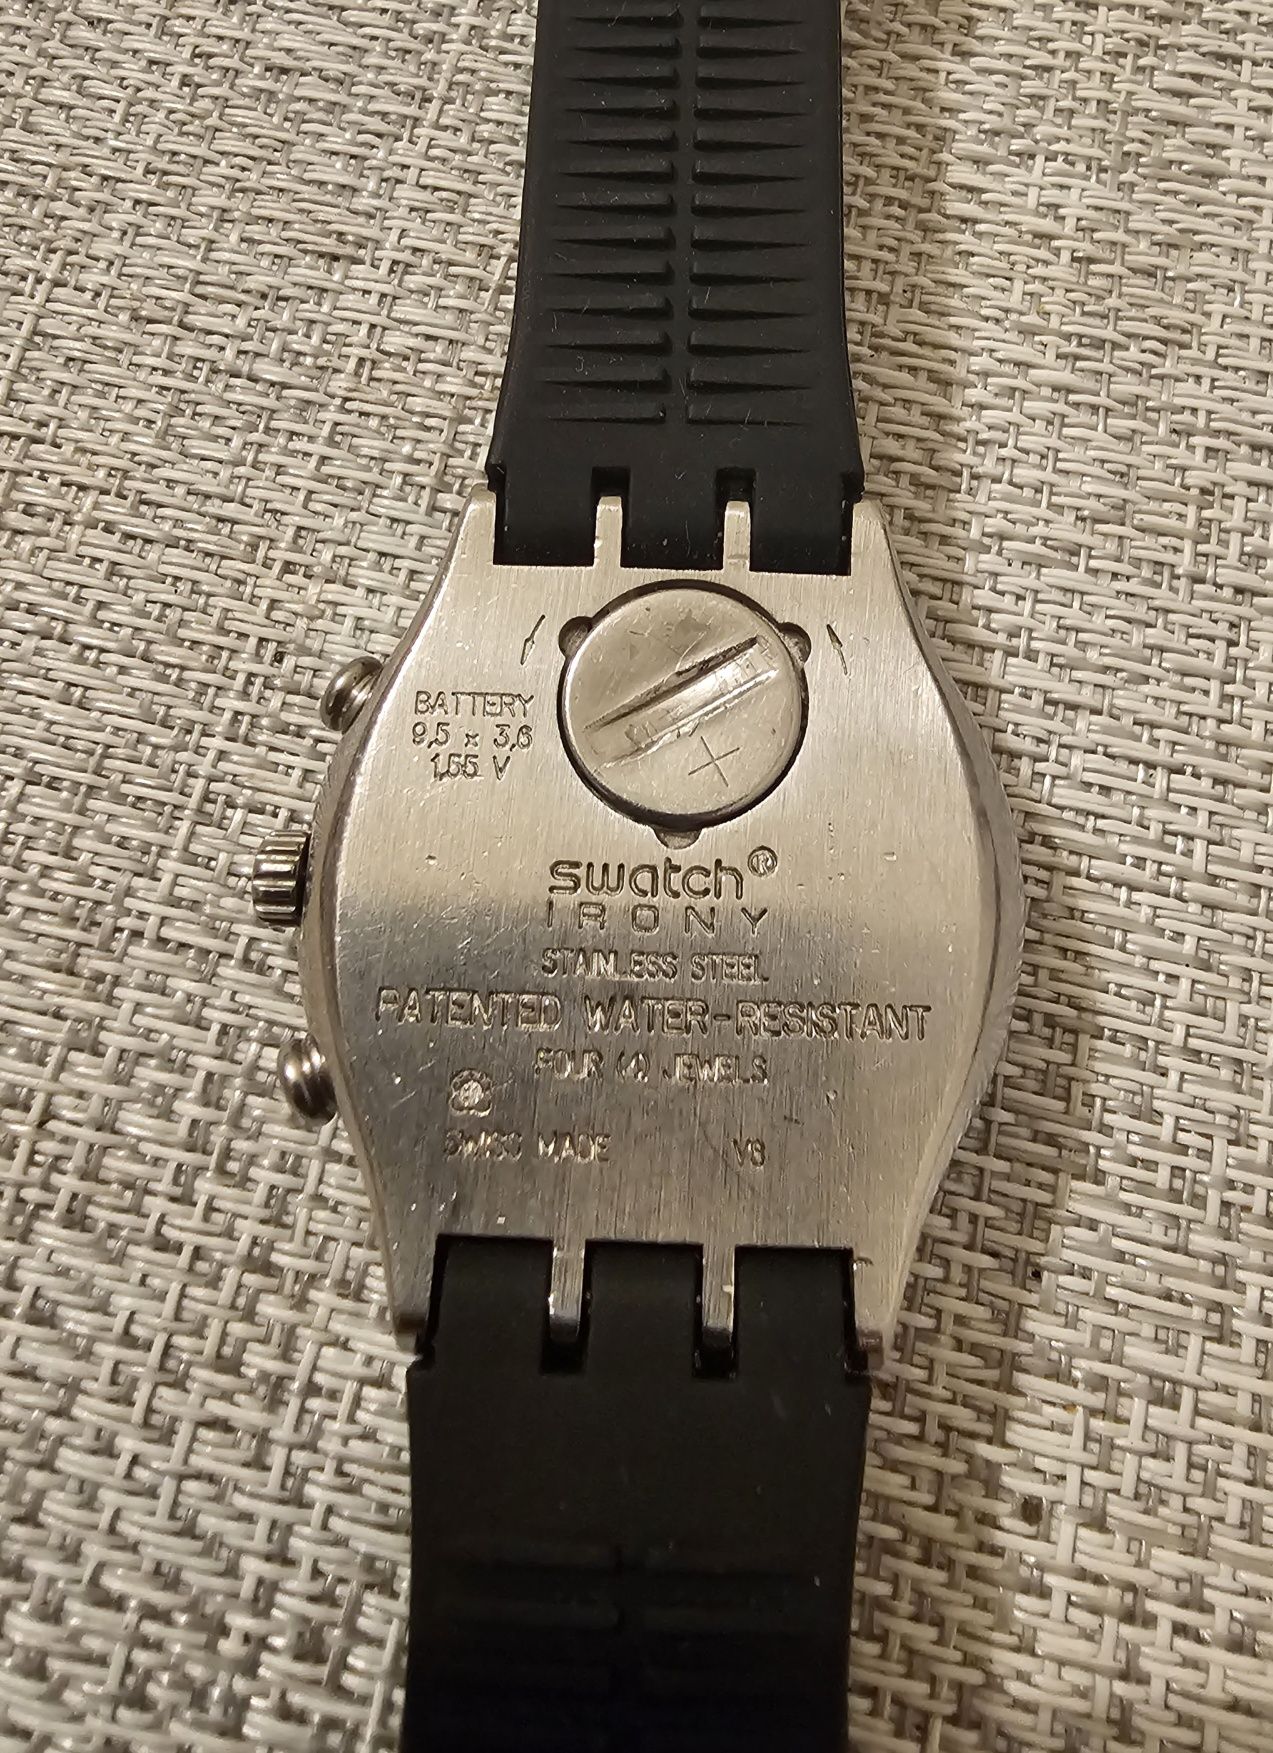 BATTERY
9,5 x 3,6
1,55 V
swatch®
IRONY
STAINLESS STEEL
PATENTED WATER-RESISTANT
FOUR (4) JEWELS
SWISS MADE V8